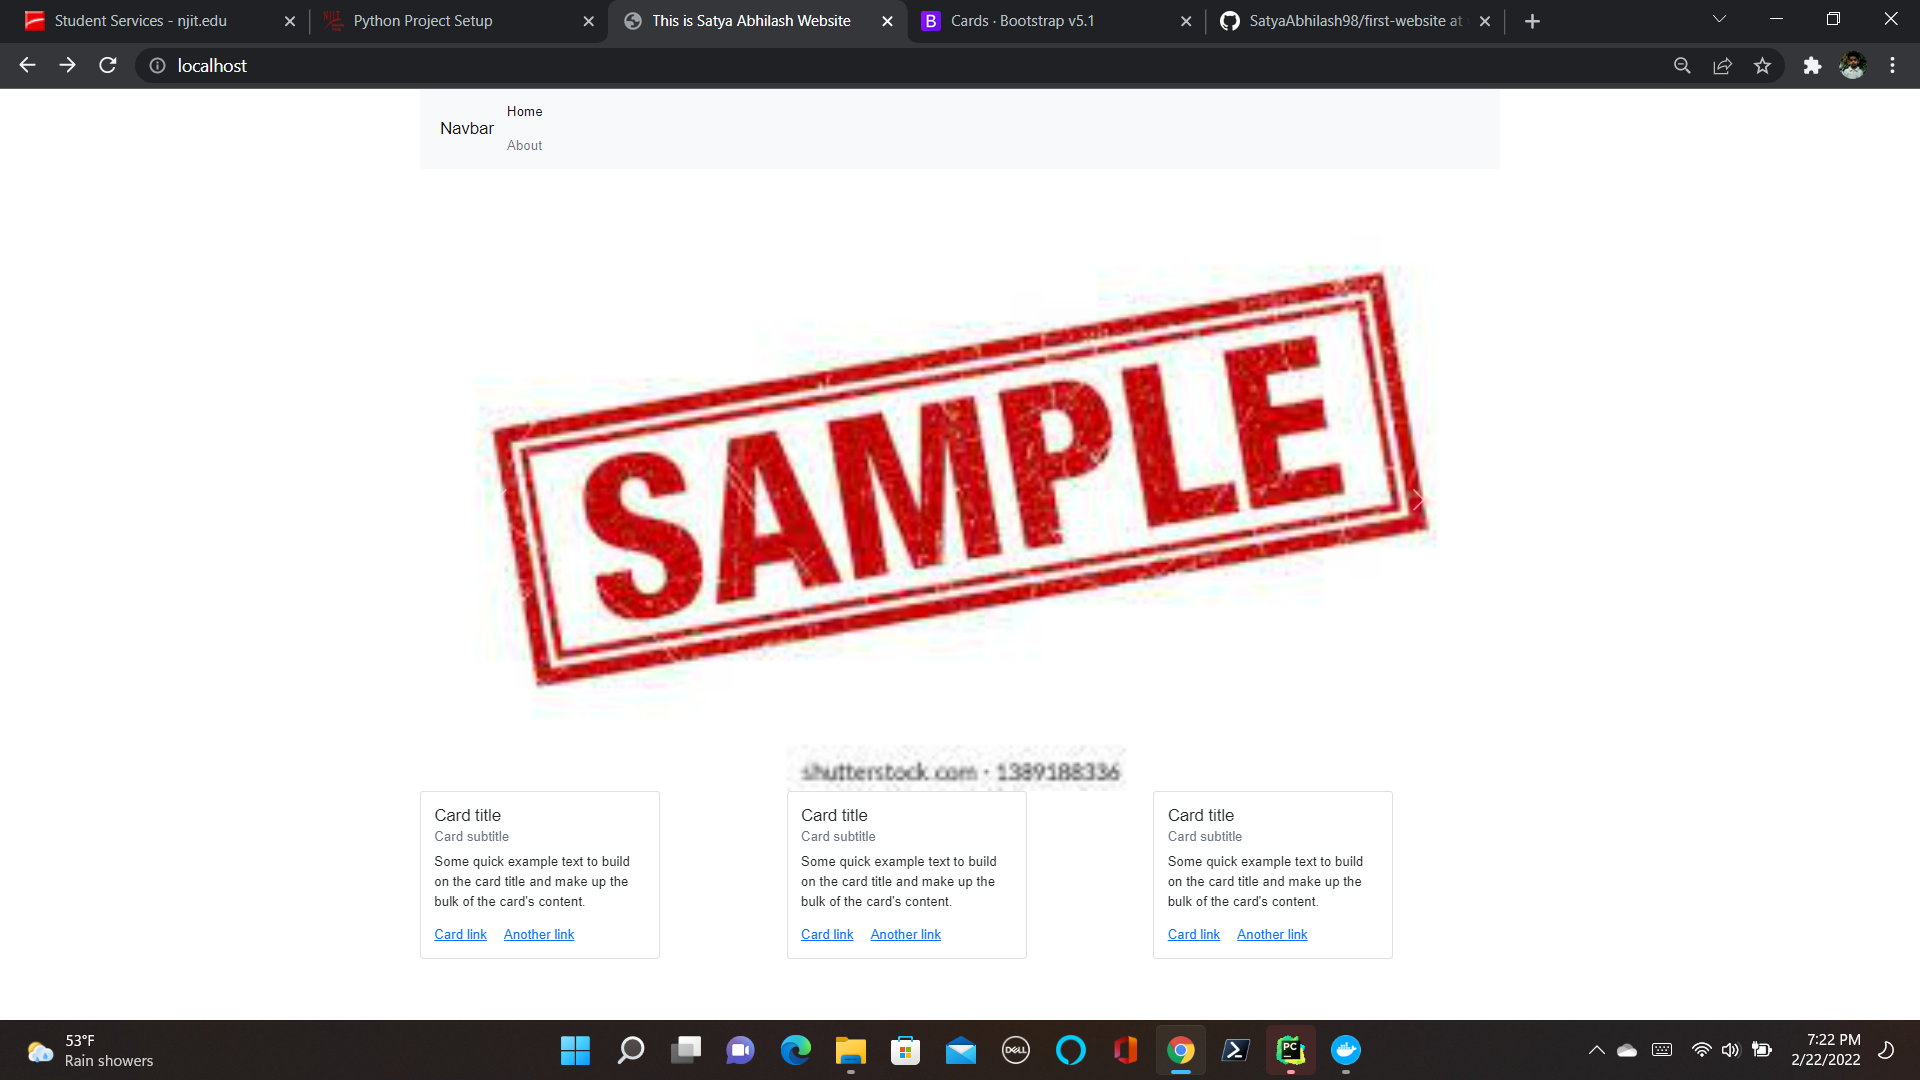 Student Services - njit.edu
Python Project Setup
This is Satya Abhilash Website
B Cards · Bootstrap v5.1
SatyaAbhilash98/first-website at
localhost
Navbar
Home
About
SAMPLE
shutterstock.com · 1389188336
Card title
Card subtitle
Some quick example text to build
on the card title and make up the
bulk of the card's content.
Card link Another link
Card title
Card subtitle
Some quick example text to build
on the card title and make up the
bulk of the card's content.
Card link Another link
Card title
Card subtitle
Some quick example text to build
on the card title and make up the
bulk of the card's content.
Card link Another link
53°F
Rain showers
DELL
PC
7:22 PM
2/22/2022